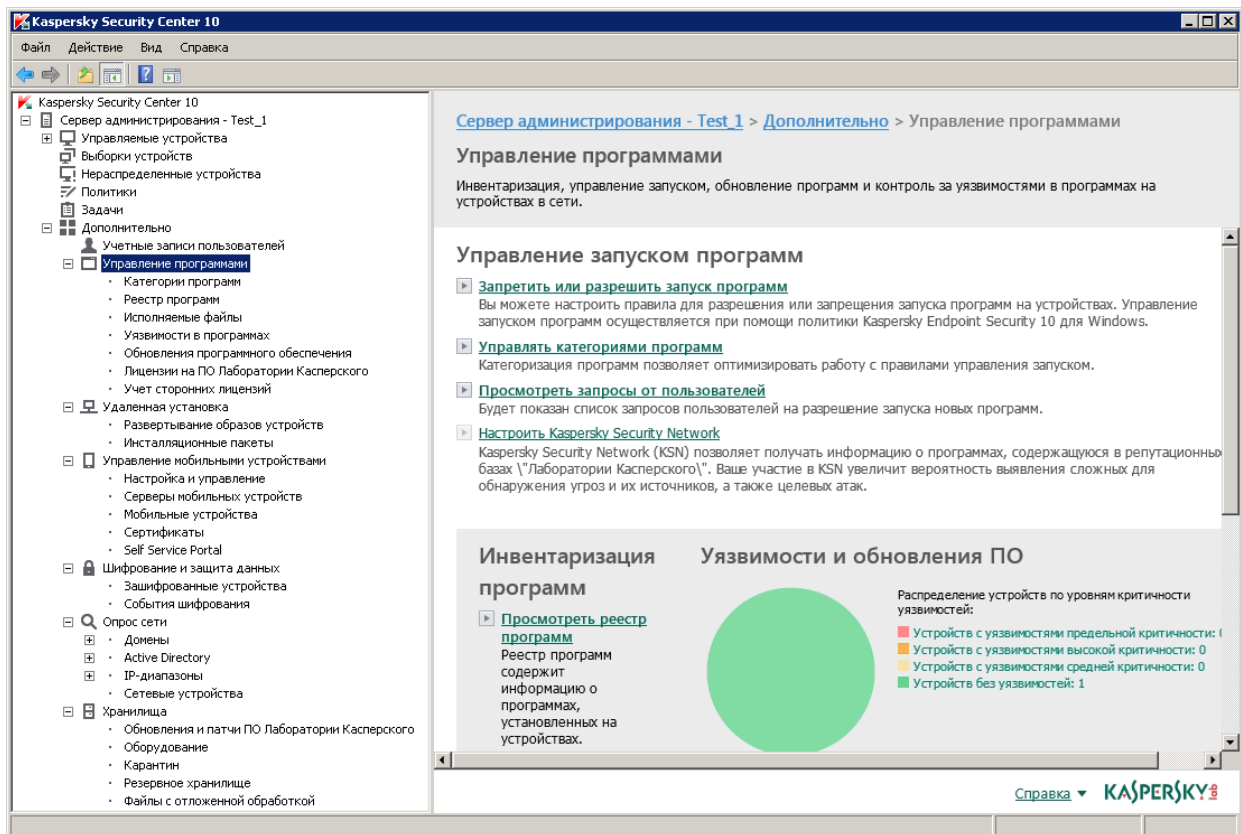 Kaspersky Security Center 10
Файл Действие Вид Справка
Kaspersky Security Center 10
Сервер администрирования - Test_1
Управляемые устройства
Выборки устройств
Нераспределенные устройства
Политики
Задачи
Дополнительно
Учетные записи пользователей
Управление программами
Категории программ
Реестр программ
Исполняемые файлы
Уязвимости в программах
Обновления программного обеспечения
Лицензии на ПО Лаборатории Касперского
Учет сторонних лицензий
Удаленная установка
Развертывание образов устройств
Инсталляционные пакеты
Управление мобильными устройствами
Настройка и управление
Серверы мобильных устройств
Мобильные устройства
Сертификаты
Self Service Portal
Шифрование и защита данных
Зашифрованные устройства
События шифрования
Опрос сети
Домены
Active Directory
IP-диапазоны
Сетевые устройства
Хранилища
Обновления и патчи ПО Лаборатории Касперского
Оборудование
Карантин
Резервное хранилище
Файлы с отложенной обработкой
Сервер администрирования - Test_1 > Дополнительно > Управление программами
Управление программами
Инвентаризация, управление запуском, обновление программ и контроль за уязвимостями в программах на
устройствах в сети.
Управление запуском программ
Запретить или разрешить запуск программ
Вы можете настроить правила для разрешения или запрещения запуска программ на устройствах. Управление
запуском программ осуществляется при помощи политики Kaspersky Endpoint Security 10 для Windows.
Управлять категориями программ
Категоризация программ позволяет оптимизировать работу с правилами управления запуском.
Просмотреть запросы от пользователей
Будет показан список запросов пользователей на разрешение запуска новых программ.
Настроить Kaspersky Security Network
Kaspersky Security Network (KSN) позволяет получать информацию о программах, содержащуюся в репутационных
базах \"Лаборатории Касперского\". Ваше участие в KSN увеличит вероятность выявления сложных для
обнаружения угроз и их источников, а также целевых атак.
Инвентаризация
программ
Просмотреть реестр
программ
Реестр программ
содержит
информацию о
программах,
установленных на
устройствах.
Уязвимости и обновления ПО
Распределение устройств по уровням критичности
уязвимостей:
Устройств с уязвимостями предельной критичности:
Устройств с уязвимостями высокой критичности: 0
Устройств с уязвимостями средней критичности: 0
Устройств без уязвимостей: 1
Справка
KASPERSKY lab